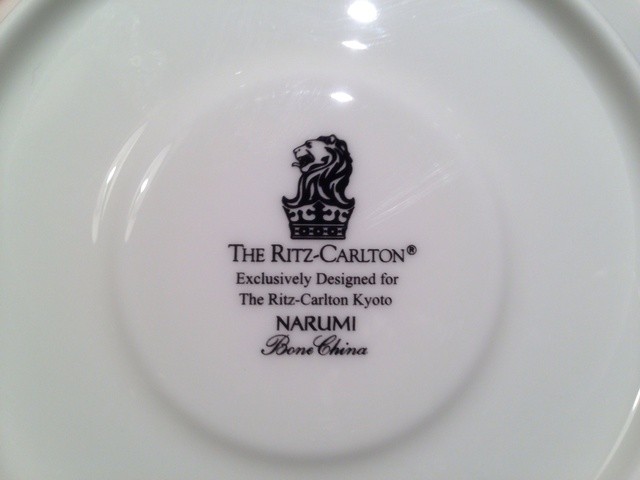 THE RITZ-CARLTON®
Exclusively Designed for
The Ritz-Carlton Kyoto
NARUMI
Bone China